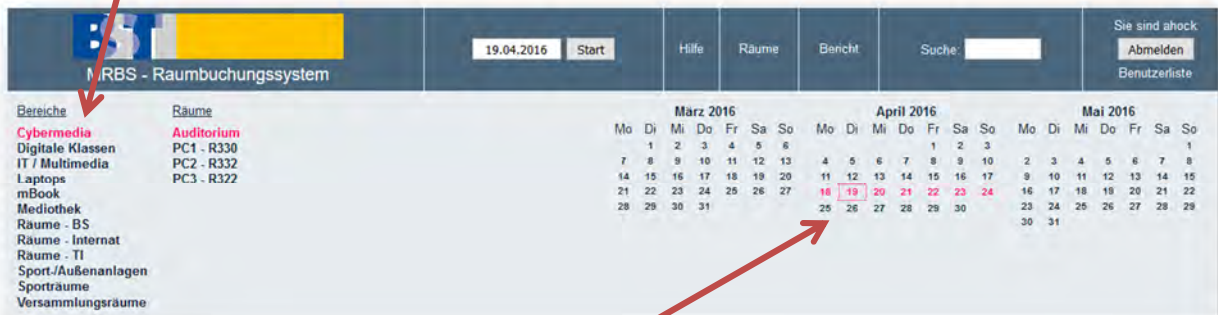 BST
MRBS - Raumbuchungssystem
19.04.2016 Start
Hilfe Räume Bericht Suche:
Sie sind ahock
Abmelden
Benutzerliste
Bereiche
Cybermedia
Digitale Klassen
IT / Multimedia
Laptops
mBook
Mediothek
Räume - BS
Räume - Internat
Räume - TI
Sport-/Außenanlagen
Sporträume
Versammlungsräume
Räume
Auditorium
PC1 - R330
PC2 - R332
PC3 - R322
März 2016
Mo Di Mi Do Fr Sa So
1 2 3 4 5 6
7 8 9 10 11 12 13
14 15 16 17 18 19 20
21 22 23 24 25 26 27
28 29 30 31
April 2016
Mo Di Mi Do Fr Sa So
1 2 3
4 5 6 7 8 9 10
11 12 13 14 15 16 17
18 19 20 21 22 23 24
25 26 27 28 29 30
Mai 2016
Mo Di Mi Do Fr Sa So
1
2 3 4 5 6 7 8
9 10 11 12 13 14 15
16 17 18 19 20 21 22
23 24 25 26 27 28 29
30 31